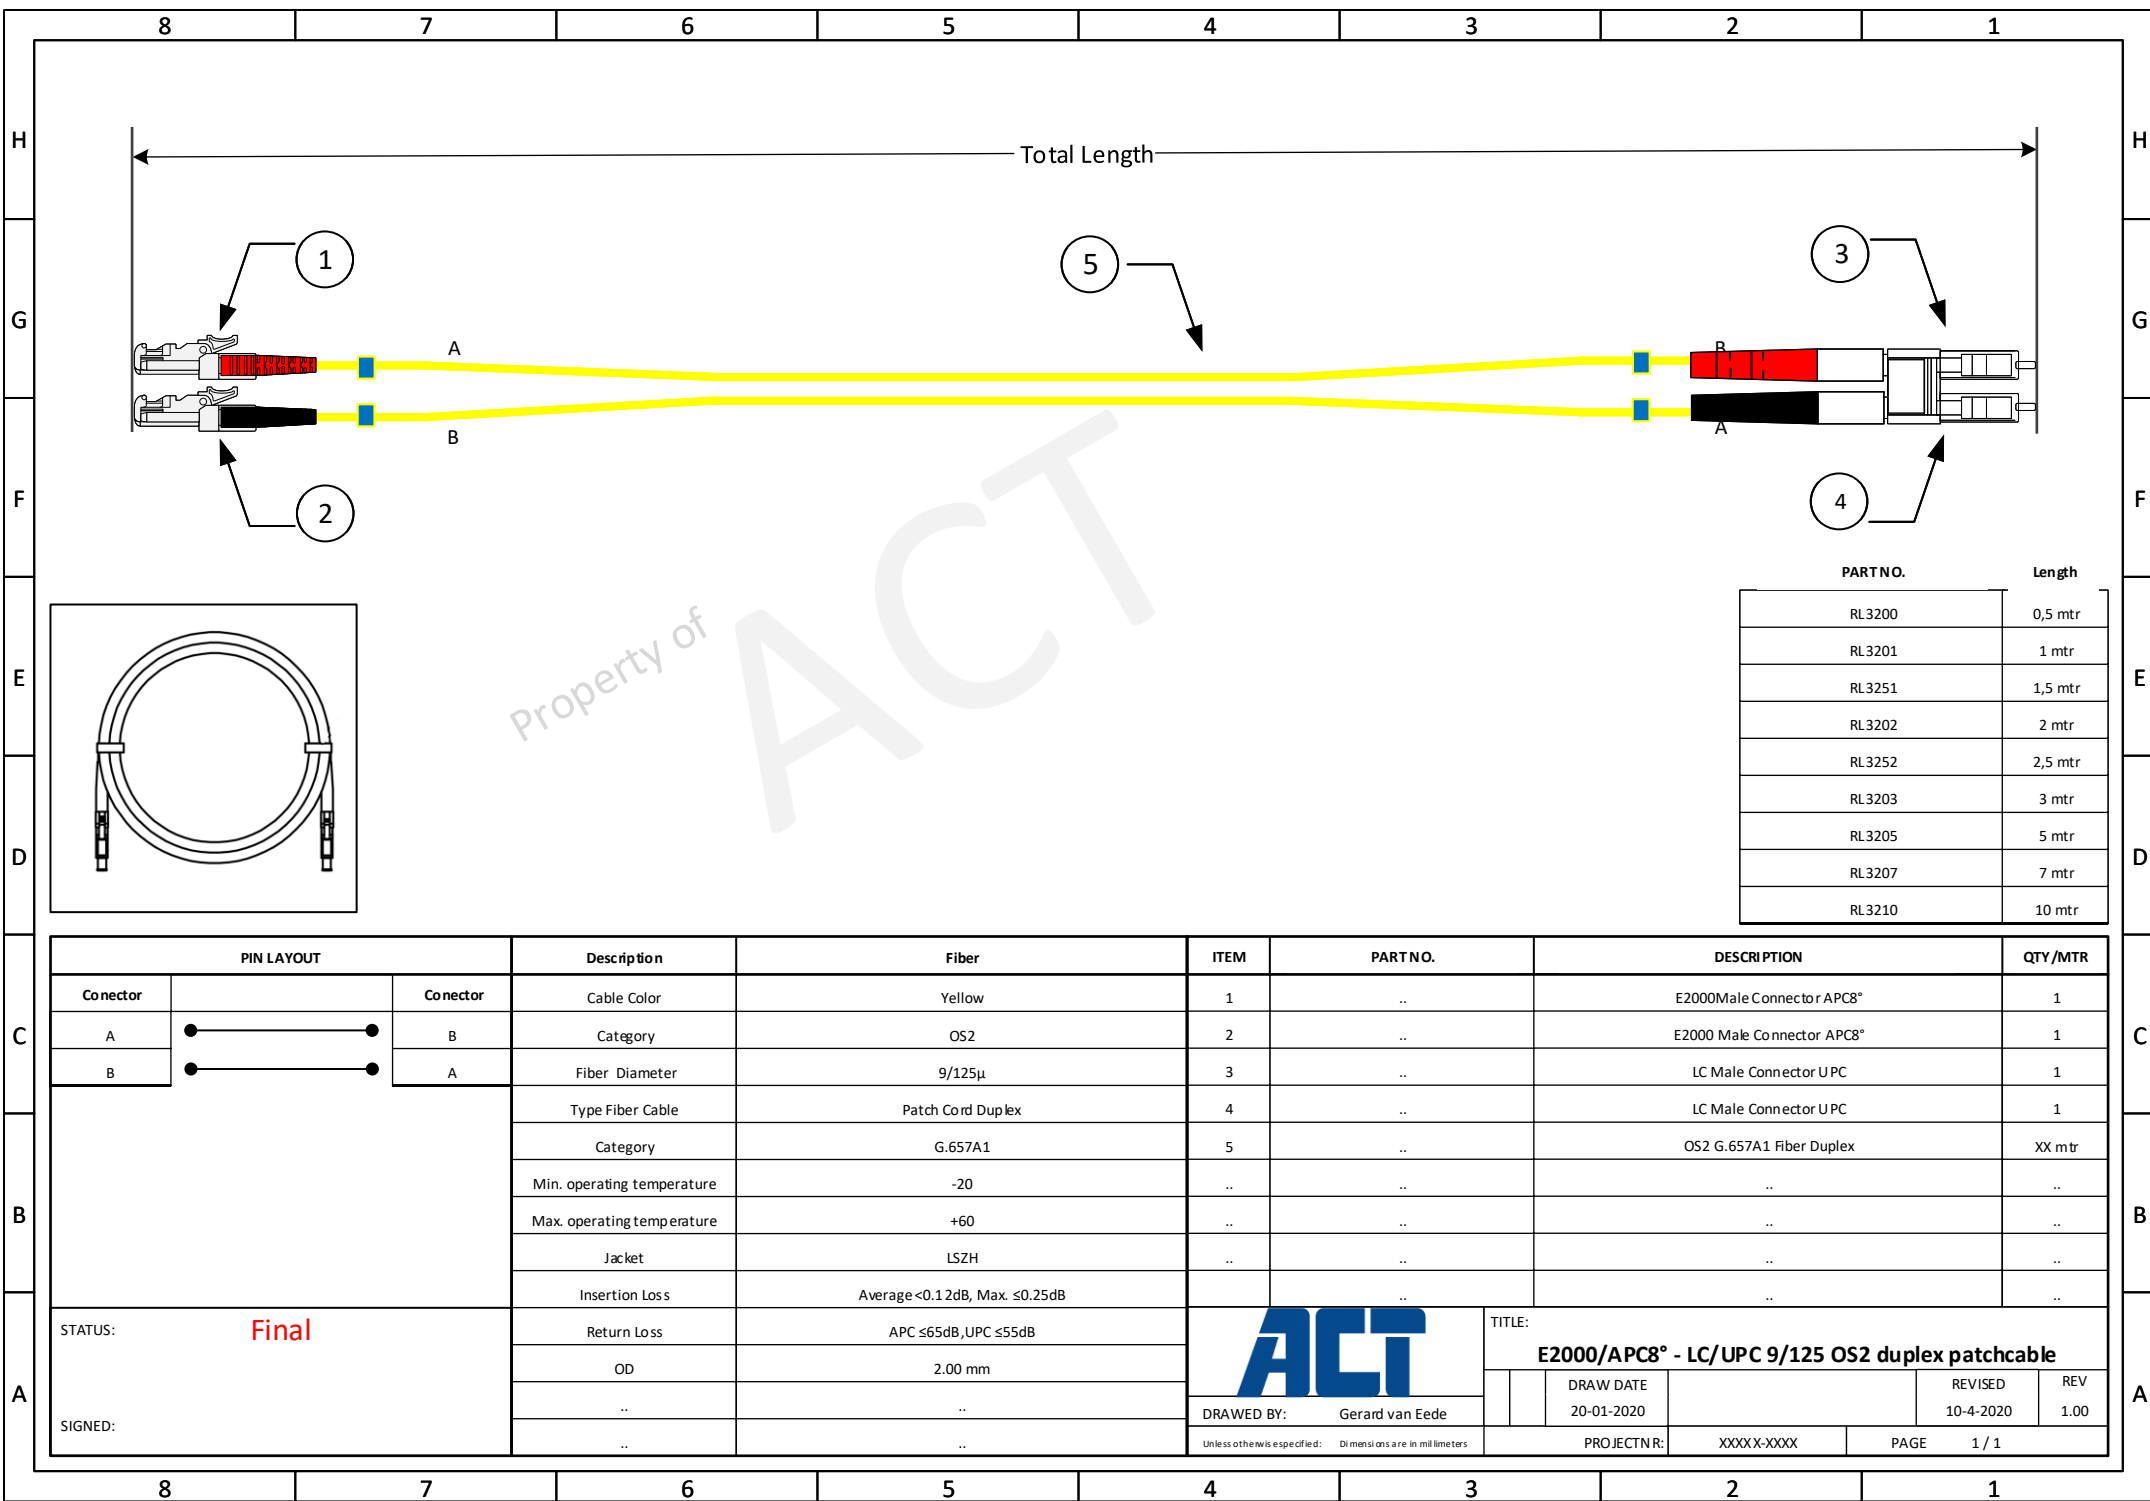 8 7 6 5 4 3 2 1
H H
Total Length
G G
1
5
3
A
B
B
A
F F
2
4
PART NO. Length
RL3200 0,5 mtr
RL3201 1 mtr
RL3251 1,5 mtr
RL3202 2 mtr
RL3252 2,5 mtr
RL3203 3 mtr
RL3205 5 mtr
RL3207 7 mtr
RL3210 10 mtr
E E
Property of ACT
D D
PIN LAYOUT
Conector Conector
A B
B A
Description Fiber
Cable Color Yellow
Category OS2
Fiber Diameter 9/125µ
Type Fiber Cable Patch Cord Duplex
Category G.657A1
Min. operating temperature -20
Max. operating temperature +60
Jacket LSZH
Insertion Loss Average<0.12dB, Max. ≤0.25dB
Return Loss APC ≤65dB,UPC ≤55dB
OD 2.00 mm
.. ..
.. ..
ITEM PART NO. DESCRIPTION QTY/MTR
1 .. E2000Male Connector APC8° 1
2 .. E2000 Male Connector APC8° 1
3 .. LC Male Connector UPC 1
4 .. LC Male Connector UPC 1
5 .. OS2 G.657A1 Fiber Duplex XX mtr
.. .. .. ..
.. .. .. ..
.. .. .. ..
.. .. ..
C C
B B
A A
STATUS: Final
SIGNED:
ACT
DRAWED BY: Gerard van Eede
Unless otherwise specified: Dimensions are in millimeters
TITLE:
E2000/APC8° - LC/UPC 9/125 OS2 duplex patchcable
DRAW DATE REVISED REV
20-01-2020 10-4-2020 1.00
PROJECTNR: XXXXX-XXXX PAGE 1 / 1
8 7 6 5 4 3 2 1